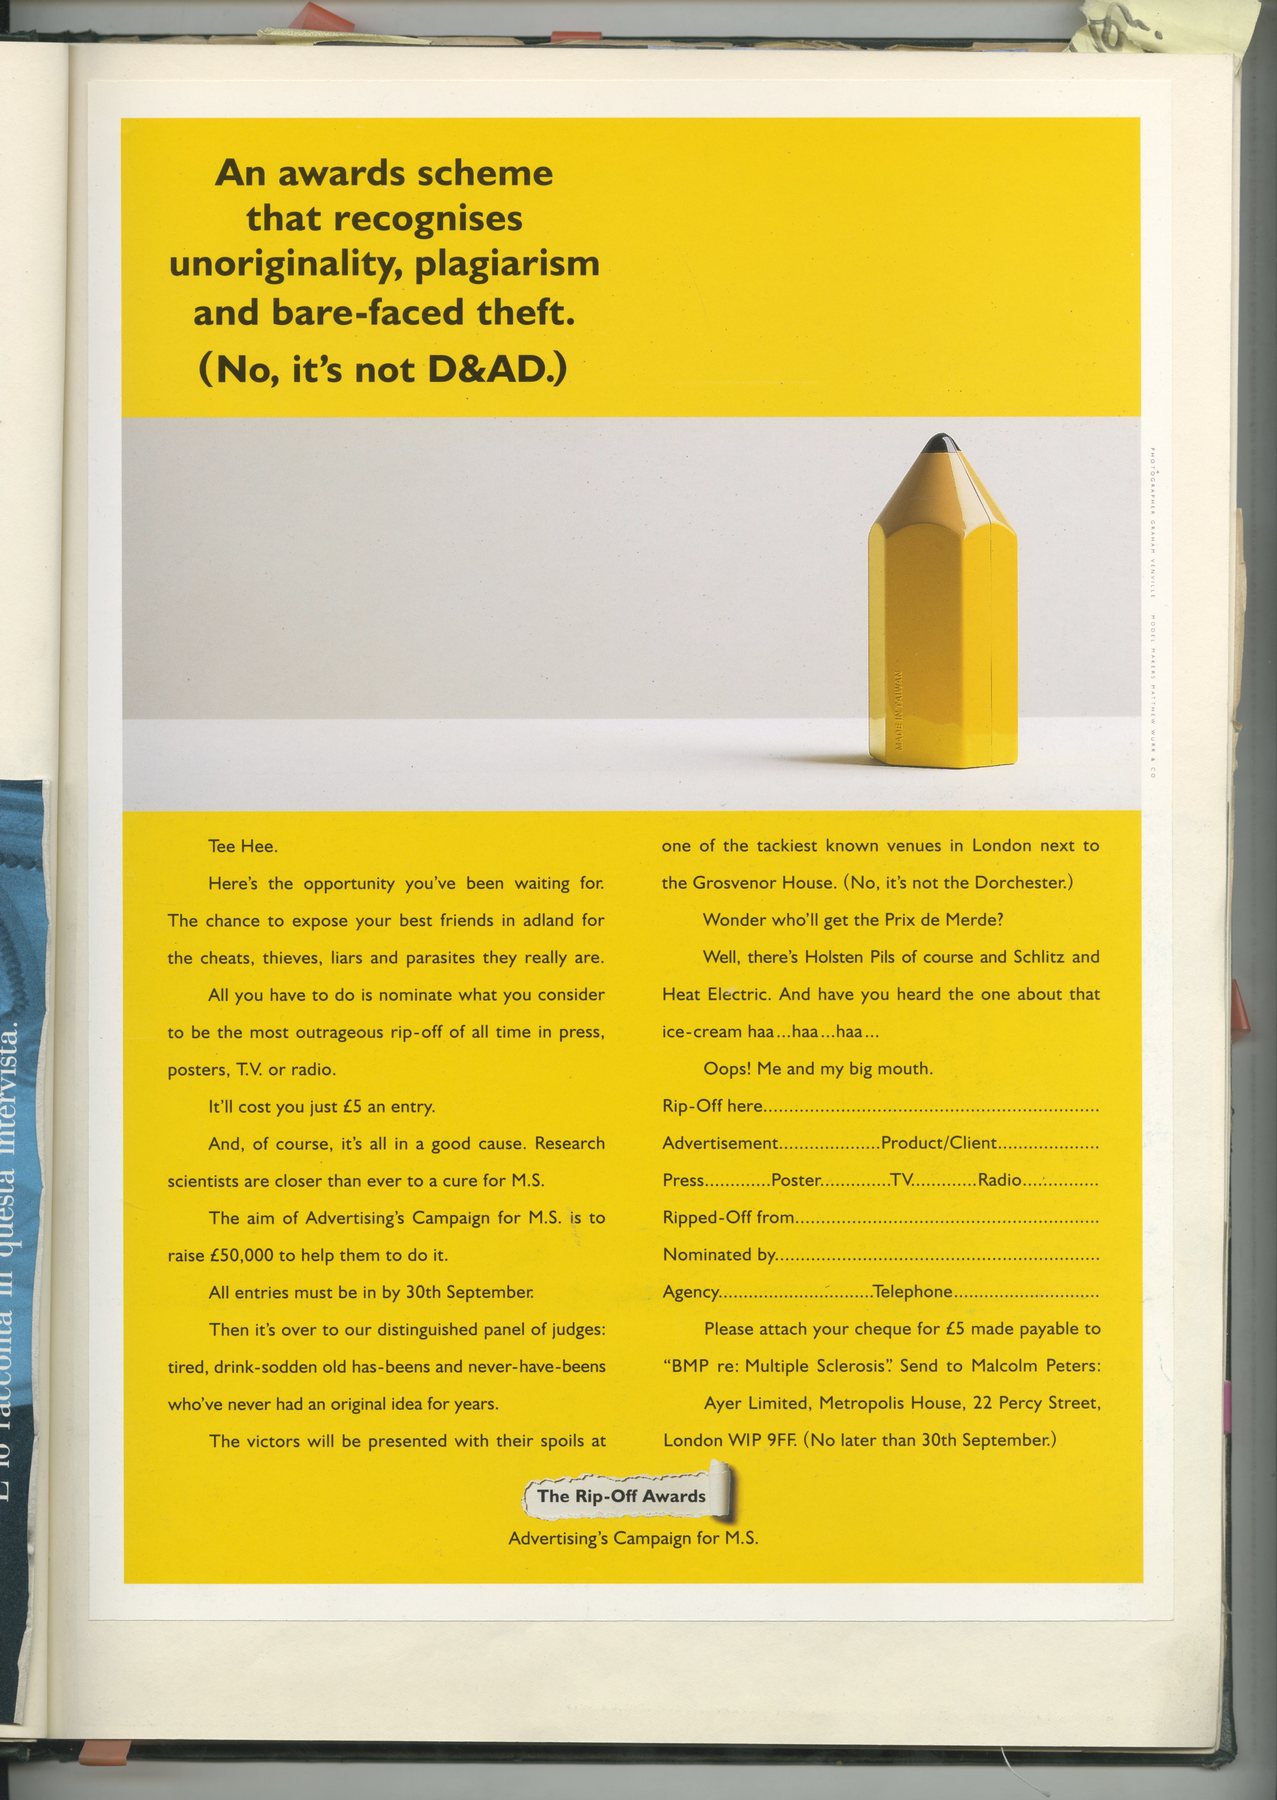 An awards scheme
that recognises
unoriginality, plagiarism
and bare-faced theft.
(No, it's not D&AD.)
MADE IN TAIWAN
PHOTOGRAPHER GRAHAM VENVILLE MODEL MAKERS MATTHEW WURR & CO
Tee Hee.
Here's the opportunity you've been waiting for.
The chance to expose your best friends in adland for
the cheats, thieves, liars and parasites they really are.
All you have to do is nominate what you consider
to be the most outrageous rip-off of all time in press,
posters, T.V. or radio.
It'll cost you just £5 an entry.
And, of course, it's all in a good cause. Research
scientists are closer than ever to a cure for M.S.
The aim of Advertising's Campaign for M.S. is to
raise £50,000 to help them to do it.
All entries must be in by 30th September.
Then it's over to our distinguished panel of judges:
tired, drink-sodden old has-beens and never-have-beens
who've never had an original idea for years.
The victors will be presented with their spoils at
one of the tackiest known venues in London next to
the Grosvenor House. (No, it's not the Dorchester.)
Wonder who'll get the Prix de Merde?
Well, there's Holsten Pils of course and Schlitz and
Heat Electric. And have you heard the one about that
ice-cream haa...haa...haa...
Oops! Me and my big mouth.
Rip-Off here.................................................................
Advertisement....................Product/Client....................
Press.............Poster..............TV.............Radio...............
Ripped-Off from...........................................................
Nominated by...............................................................
Agency..............................Telephone............................
Please attach your cheque for £5 made payable to
"BMP re: Multiple Sclerosis". Send to Malcolm Peters:
Ayer Limited, Metropolis House, 22 Percy Street,
London W1P 9FF. (No later than 30th September.)
The Rip-Off Awards
Advertising's Campaign for M.S.
E io raccolita in questa intervista.